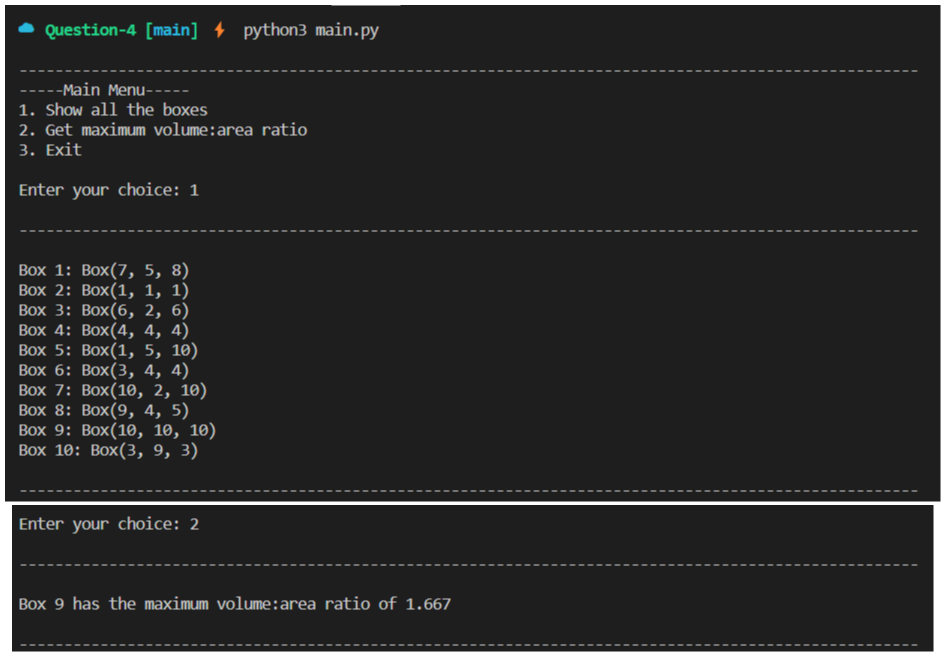 Question-4 [main] ⚡ python3 main.py
----------------------------------------------------------------------------------------------------
-----Main Menu-----
1. Show all the boxes
2. Get maximum volume:area ratio
3. Exit
Enter your choice: 1
----------------------------------------------------------------------------------------------------
Box 1: Box(7, 5, 8)
Box 2: Box(1, 1, 1)
Box 3: Box(6, 2, 6)
Box 4: Box(4, 4, 4)
Box 5: Box(1, 5, 10)
Box 6: Box(3, 4, 4)
Box 7: Box(10, 2, 10)
Box 8: Box(9, 4, 5)
Box 9: Box(10, 10, 10)
Box 10: Box(3, 9, 3)
----------------------------------------------------------------------------------------------------
Enter your choice: 2
----------------------------------------------------------------------------------------------------
Box 9 has the maximum volume:area ratio of 1.667
----------------------------------------------------------------------------------------------------